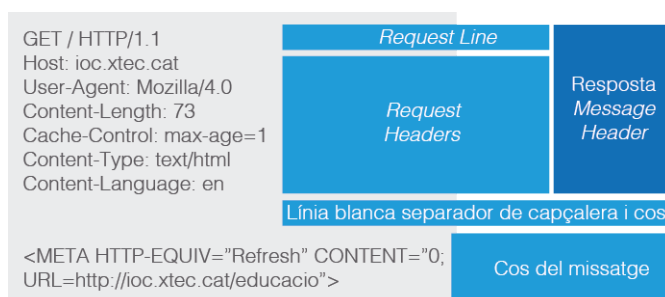 GET / HTTP/1.1
Host: ioc.xtec.cat
User-Agent: Mozilla/4.0
Content-Length: 73
Cache-Control: max-age=1
Content-Type: text/html
Content-Language: en
Request Line
Request
Headers
Resposta
Message
Header
Línia blanca separador de capçalera i cos
<META HTTP-EQUIV=”Refresh” CONTENT=”0;
URL=http://ioc.xtec.cat/educacio”>
Cos del missatge